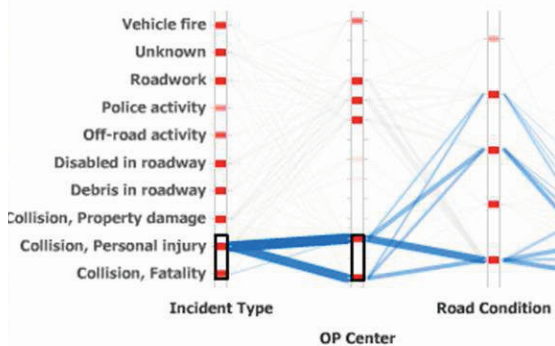 Vehicle fire
Unknown
Roadwork
Police activity
Off-road activity
Disabled in roadway
Debris in roadway
Collision, Property damage
Collision, Personal injury
Collision, Fatality
Incident Type
OP Center
Road Condition